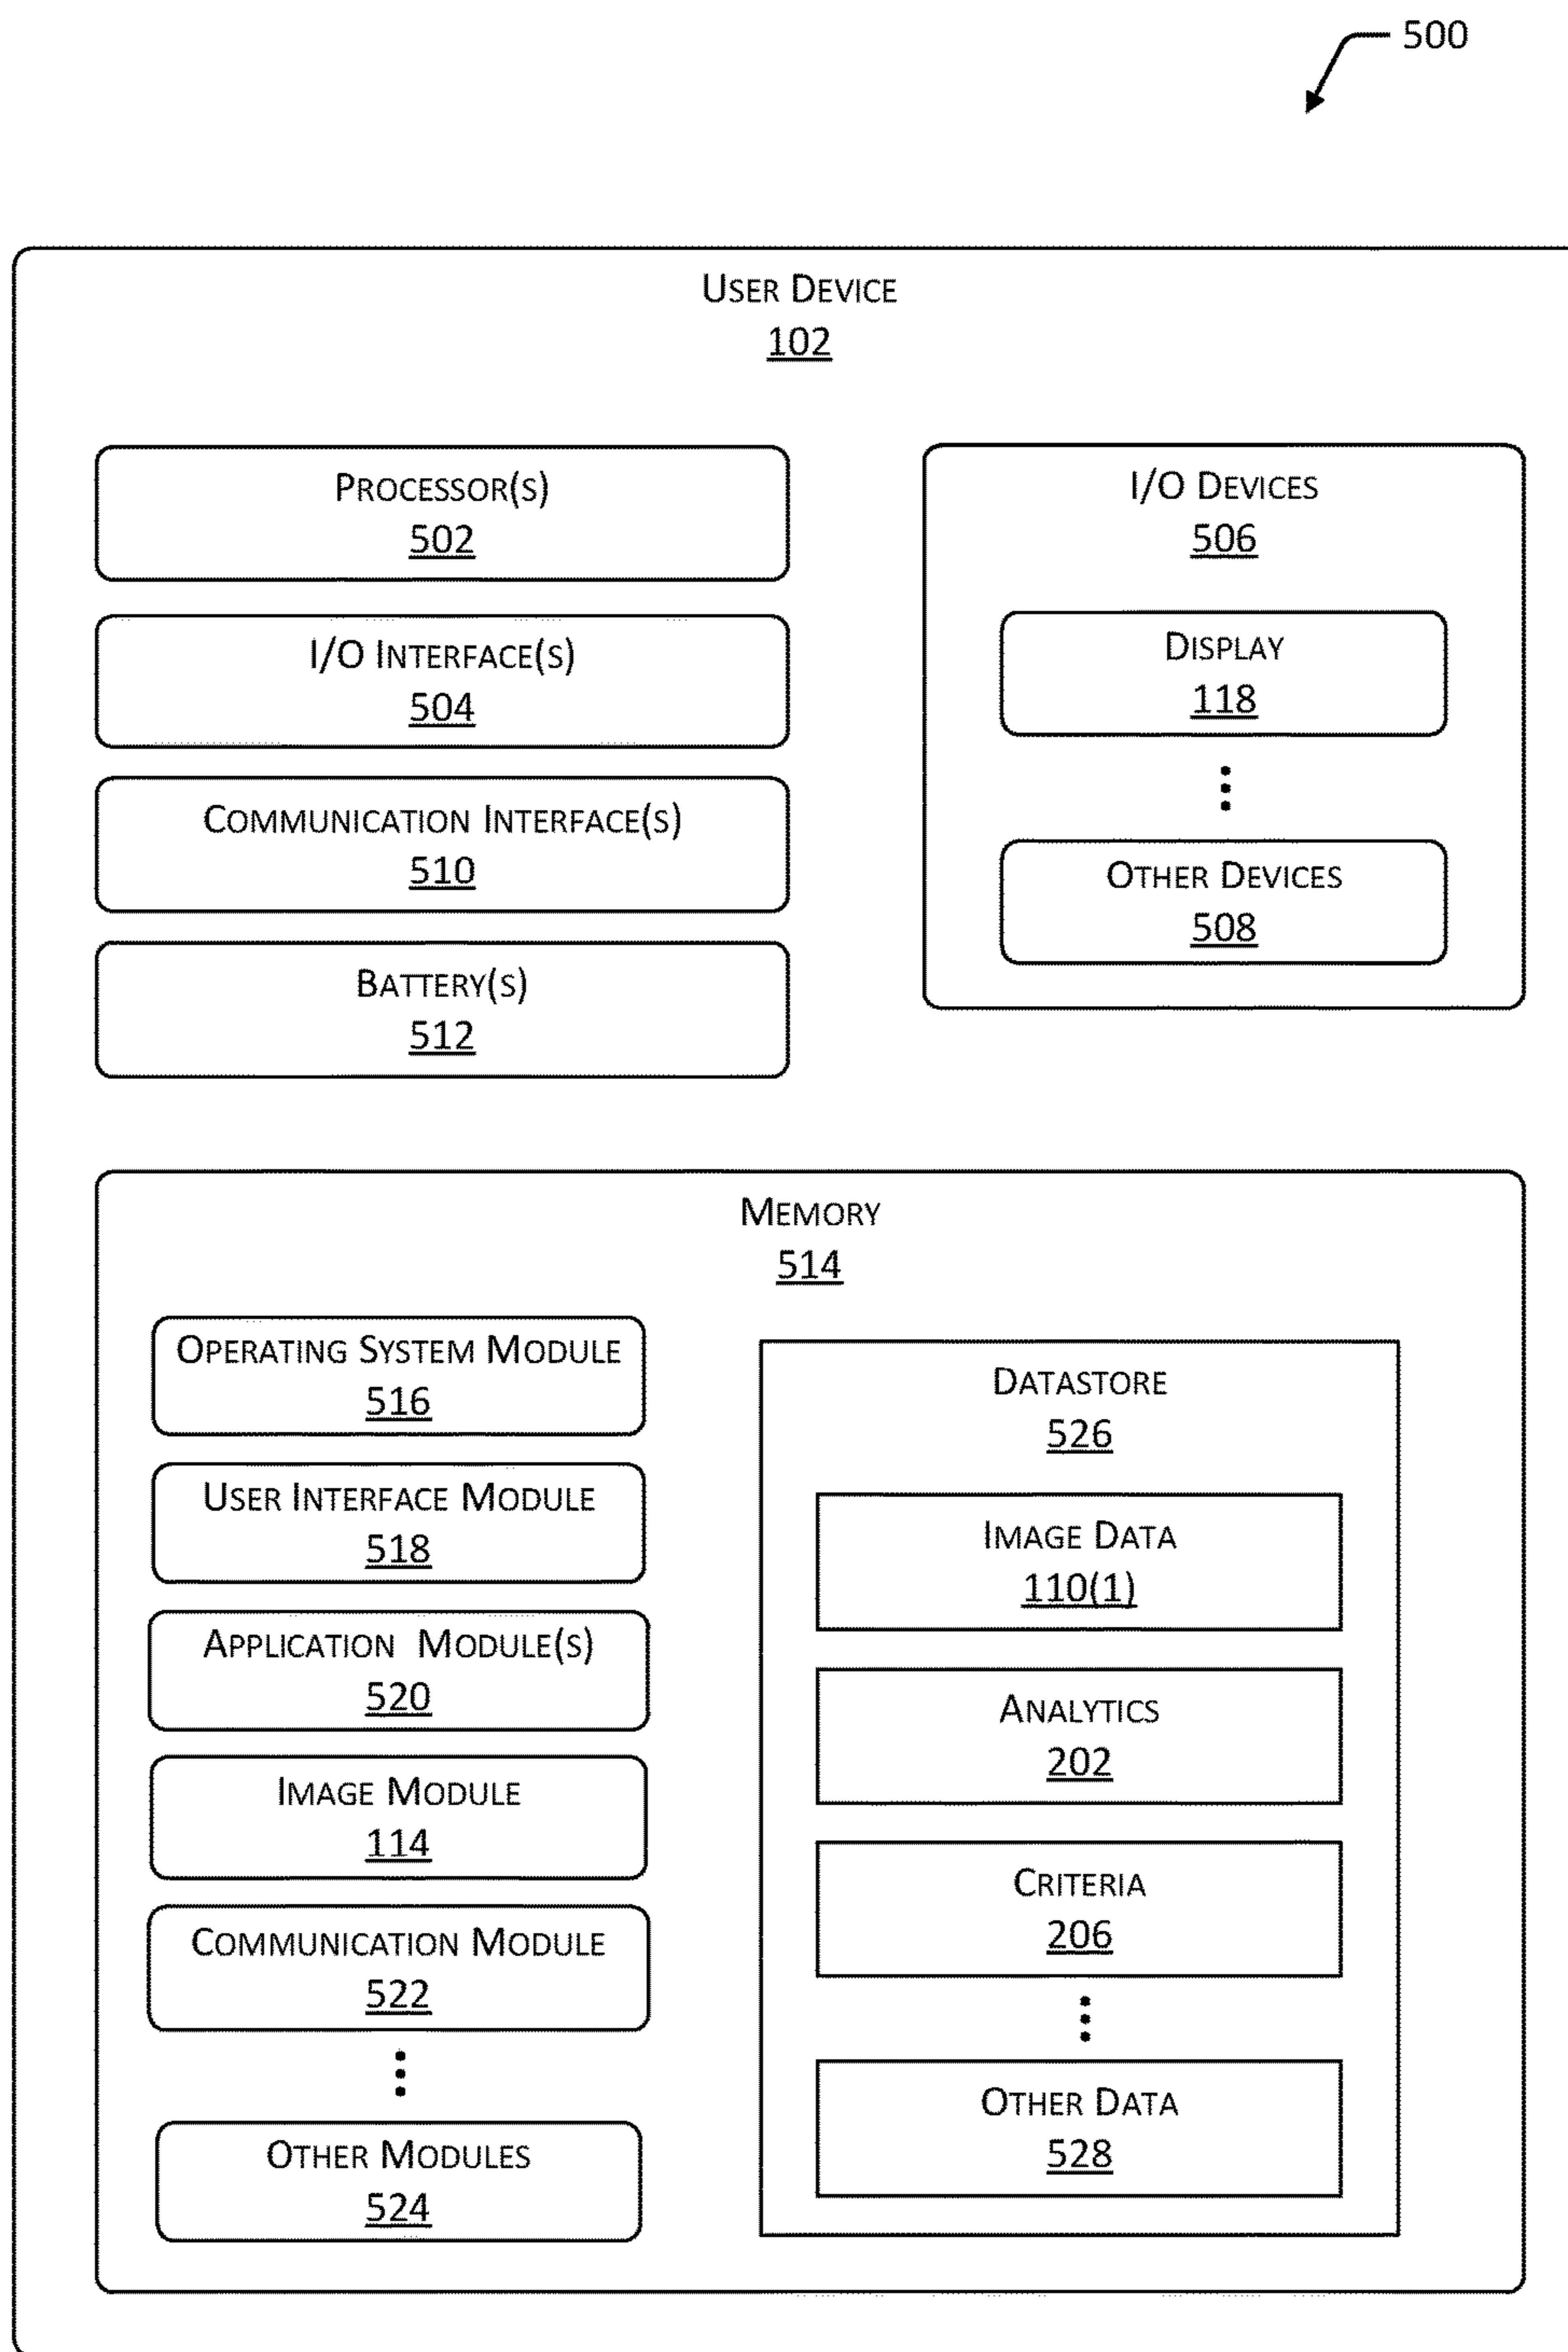 500
User Device
102
Processor(s)
502
I/O Interface(s)
504
Communication Interface(s)
510
Battery(s)
512
I/O Devices
506
Display
118
Other Devices
508
Memory
514
Operating System Module
516
User Interface Module
518
Application Module(s)
520
Image Module
114
Communication Module
522
Other Modules
524
Datastore
526
Image Data
110(1)
Analytics
202
Criteria
206
Other Data
528